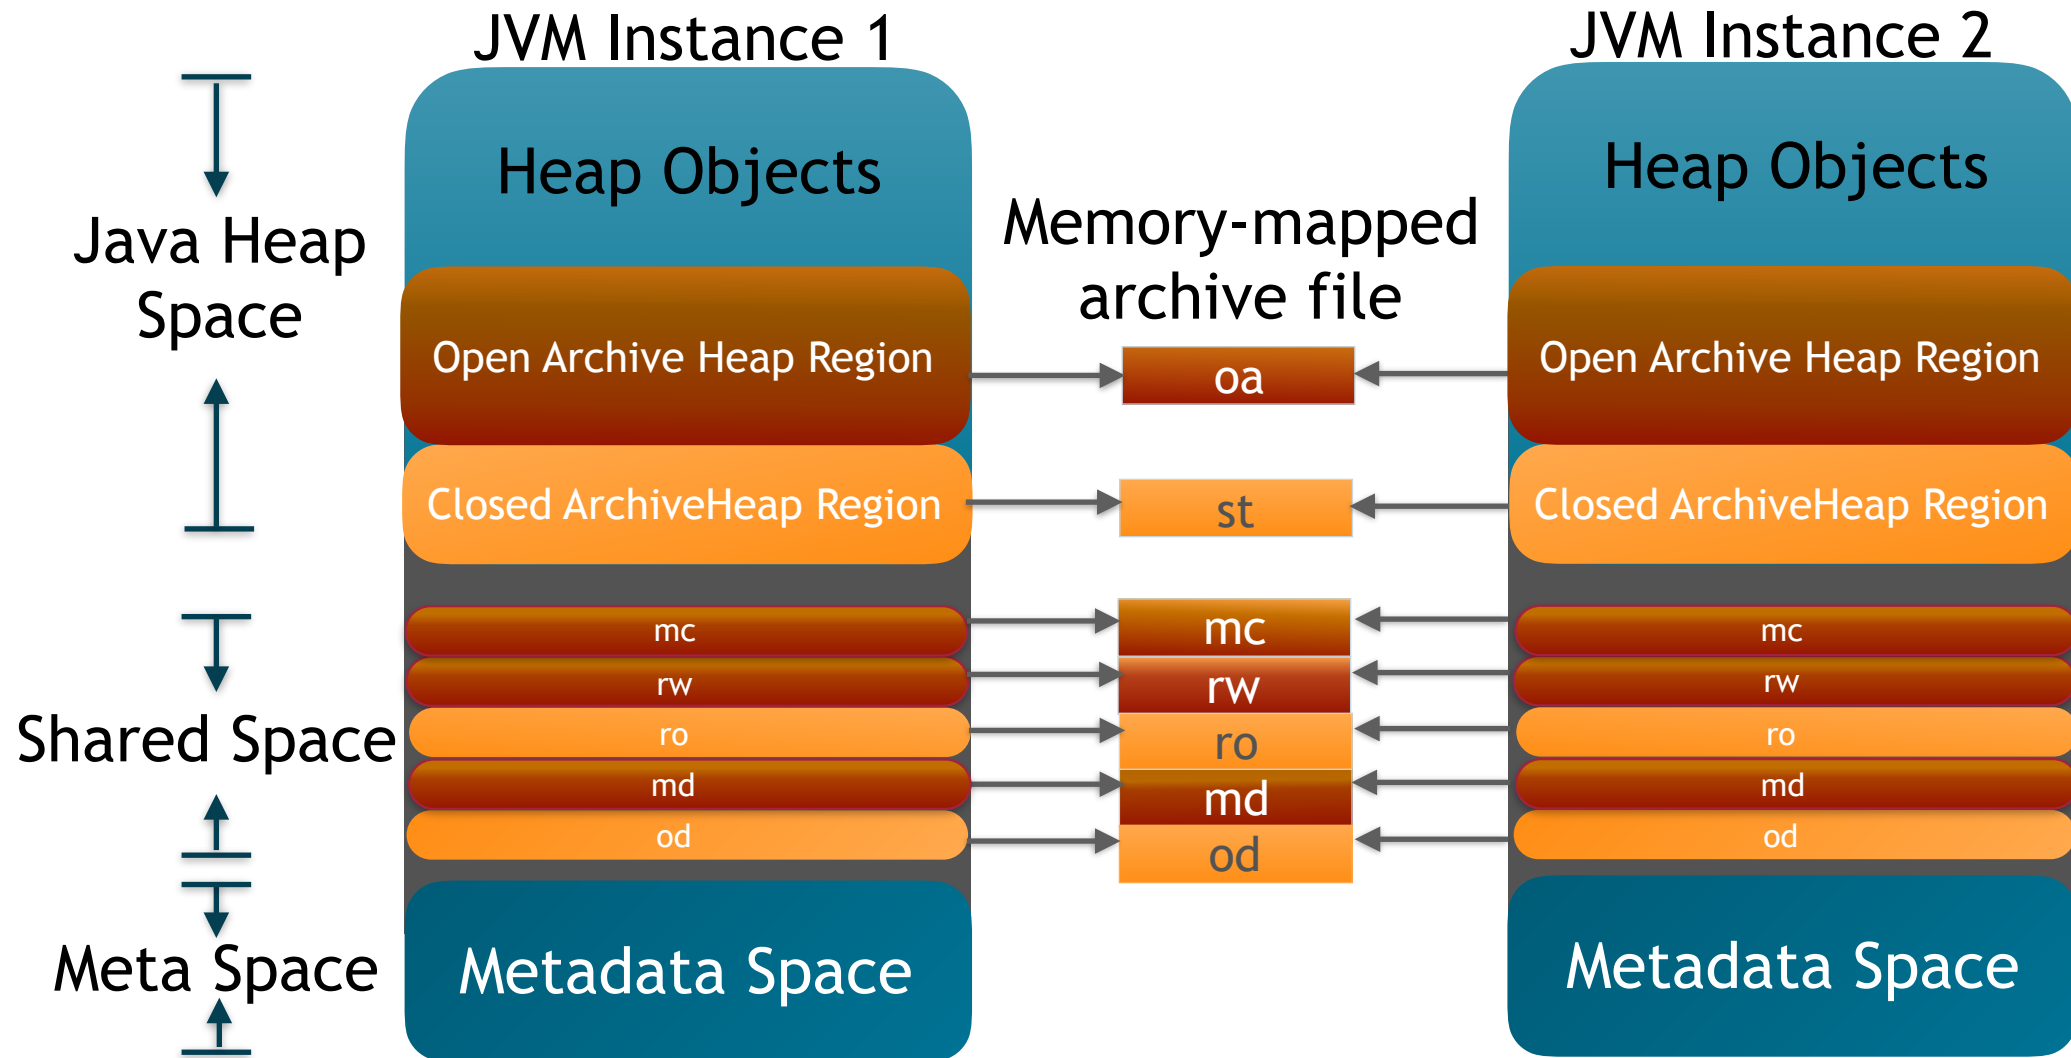 JVM Instance 1
JVM Instance 2
Java Heap
Space
Shared Space
Meta Space
Heap Objects
Open Archive Heap Region
Closed ArchiveHeap Region
mc
rw
ro
md
od
Metadata Space
Memory-mapped
archive file
oa
st
mc
rw
ro
md
od
Heap Objects
Open Archive Heap Region
Closed ArchiveHeap Region
mc
rw
ro
md
od
Metadata Space